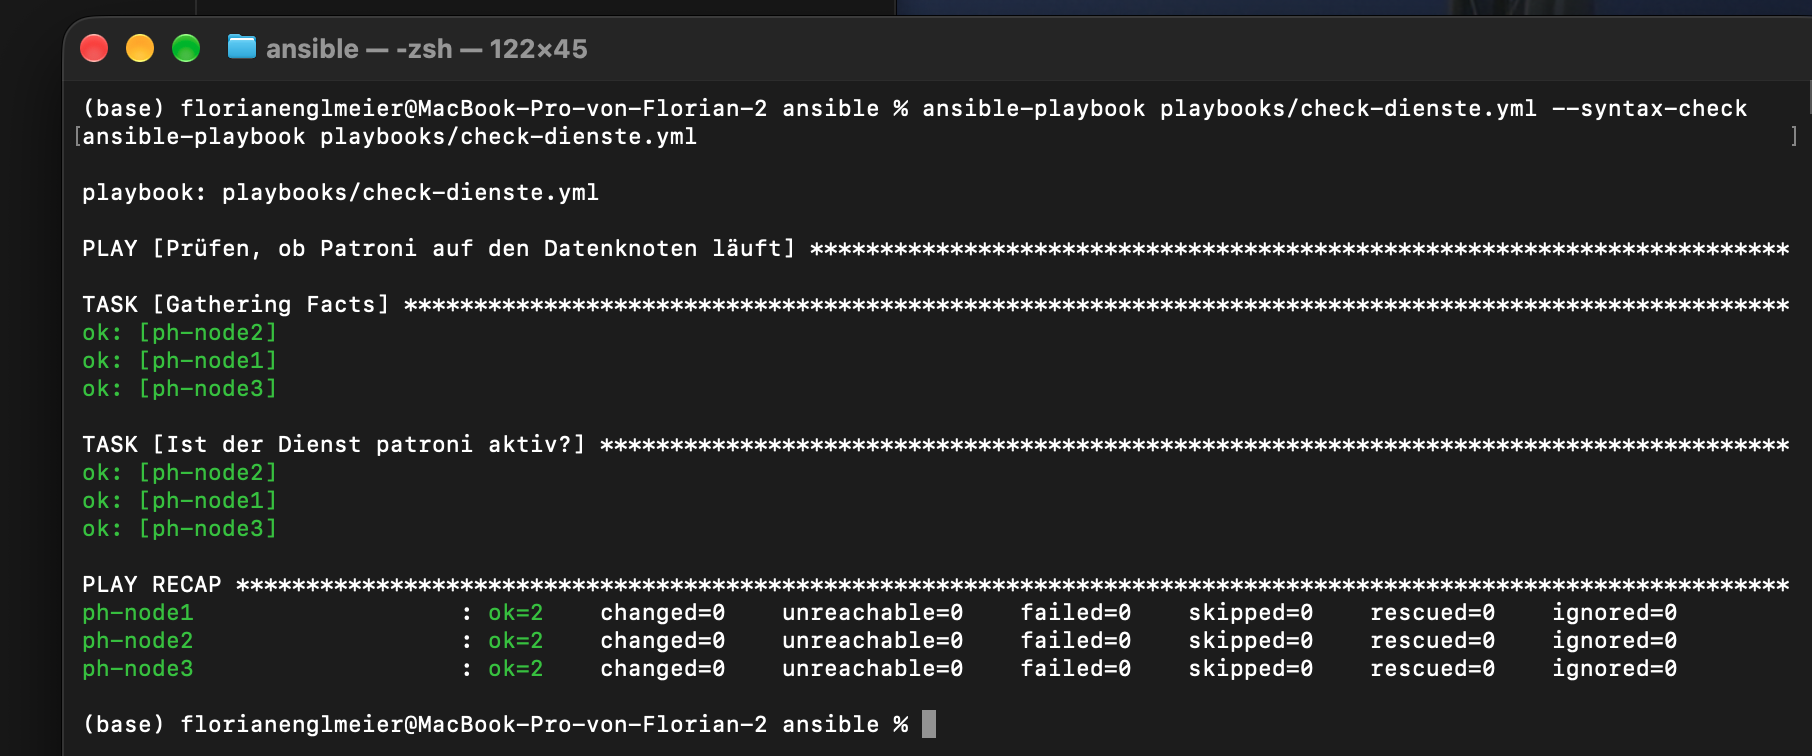 ansible — -zsh — 122×45
(base) florianenglmeier@MacBook-Pro-von-Florian-2 ansible % ansible-playbook playbooks/check-dienste.yml --syntax-check
[ansible-playbook playbooks/check-dienste.yml ]
playbook: playbooks/check-dienste.yml
PLAY [Prüfen, ob Patroni auf den Datenknoten läuft] **********************************************************************
TASK [Gathering Facts] ***************************************************************************************************
ok: [ph-node2]
ok: [ph-node1]
ok: [ph-node3]
TASK [Ist der Dienst patroni aktiv?] *************************************************************************************
ok: [ph-node2]
ok: [ph-node1]
ok: [ph-node3]
PLAY RECAP ***************************************************************************************************************
ph-node1                   : ok=2    changed=0    unreachable=0    failed=0    skipped=0    rescued=0    ignored=0
ph-node2                   : ok=2    changed=0    unreachable=0    failed=0    skipped=0    rescued=0    ignored=0
ph-node3                   : ok=2    changed=0    unreachable=0    failed=0    skipped=0    rescued=0    ignored=0
(base) florianenglmeier@MacBook-Pro-von-Florian-2 ansible %